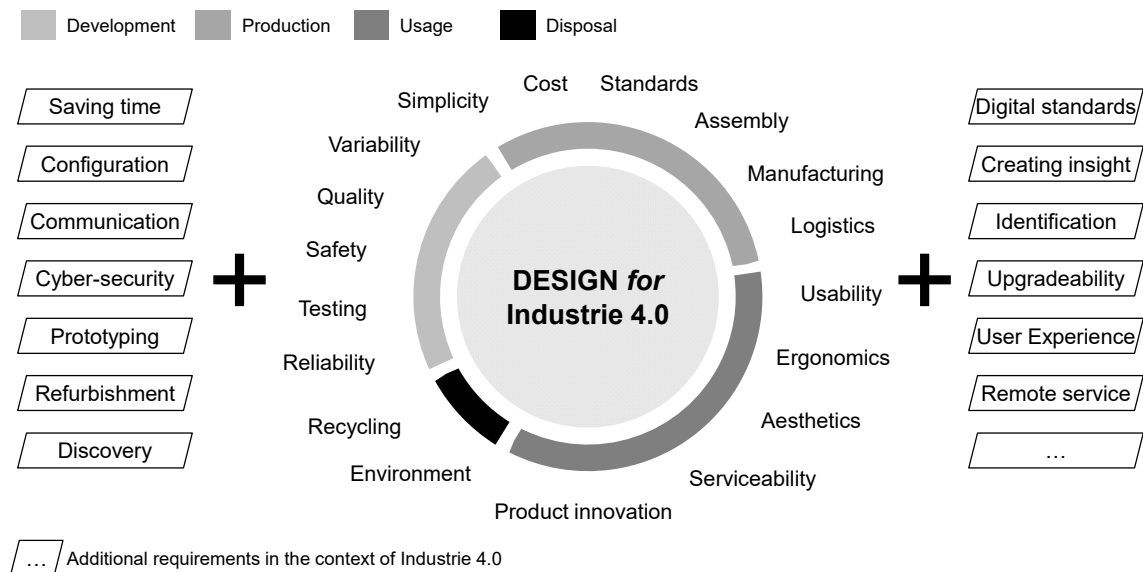 Development
Production
Usage
Disposal
Saving time
Configuration
Communication
Cyber-security
Prototyping
Refurbishment
Discovery
Cost
Standards
Simplicity
Assembly
Variability
Manufacturing
Quality
Logistics
Safety
Usability
Testing
Ergonomics
Reliability
Aesthetics
Recycling
Serviceability
Environment
Product innovation
DESIGN for
Industrie 4.0
Digital standards
Creating insight
Identification
Upgradeability
User Experience
Remote service
…
… Additional requirements in the context of Industrie 4.0